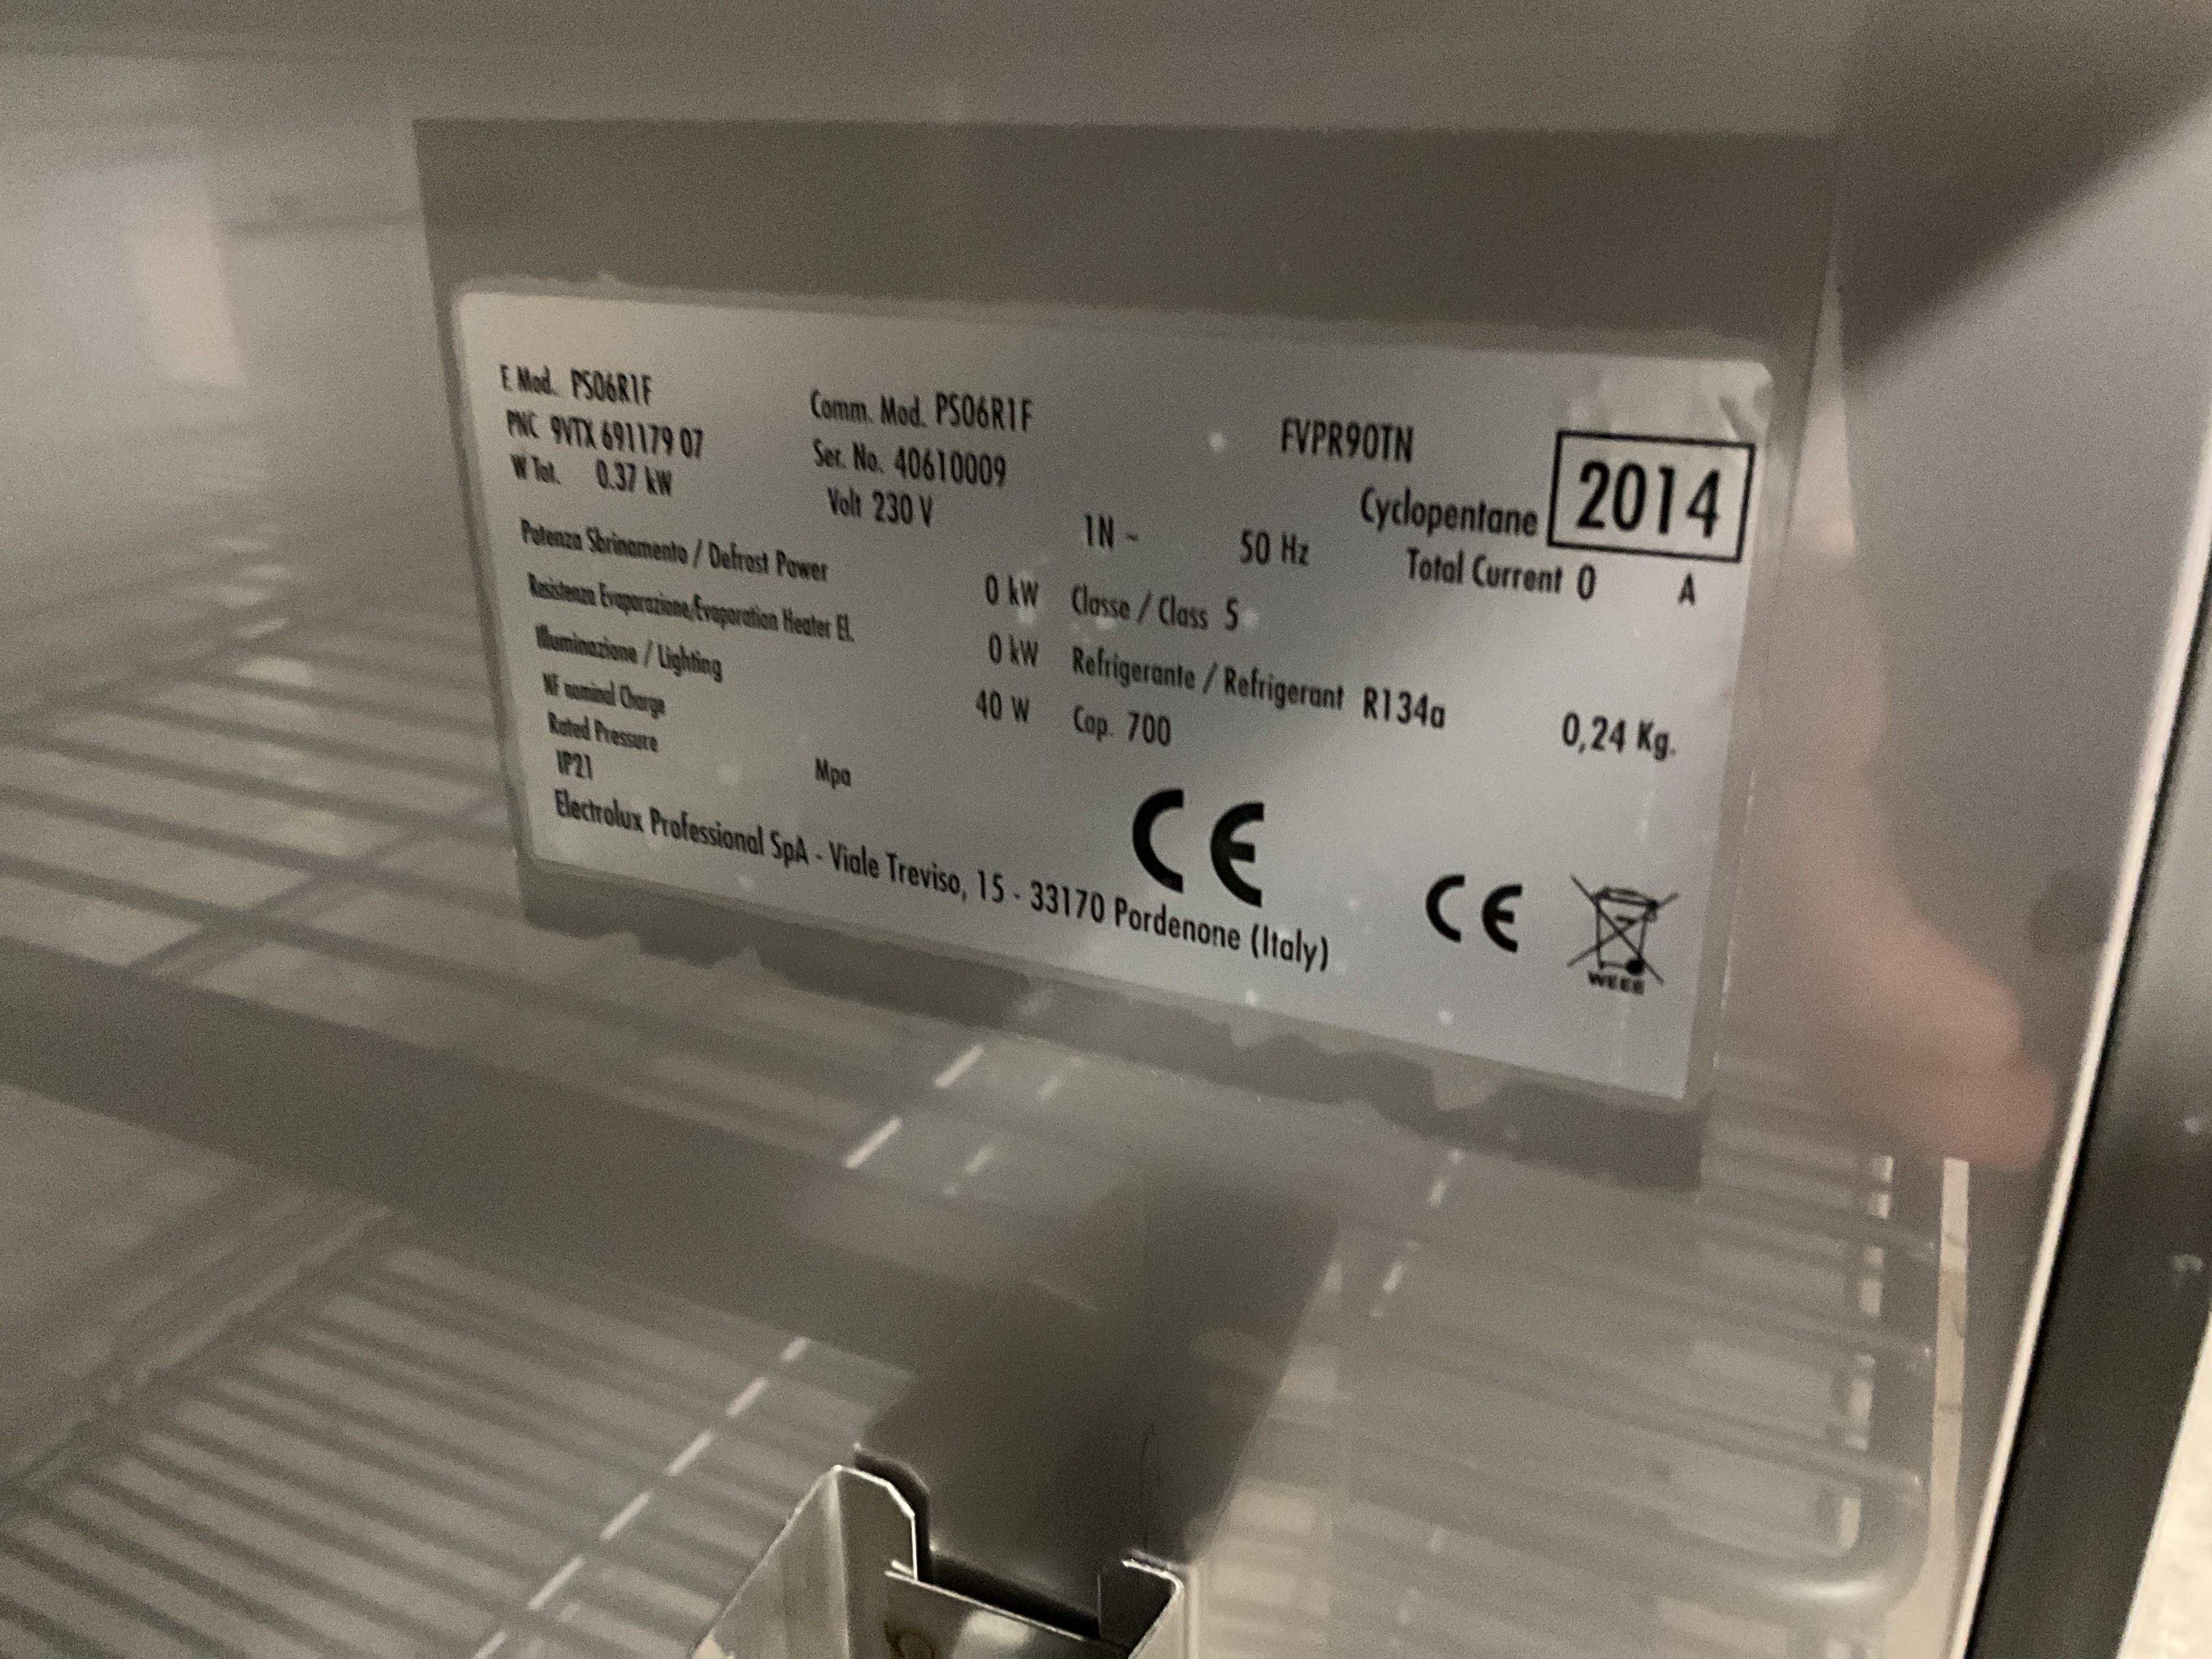 F. Mod. PS06R1F Comm. Mod. PS06R1F FVPR90TN
PNC 9VTX 691179 07 Ser. No. 40610009 Cyclopentane 2014
W Tot. 0.37 kW Volt 230 V 1N ~ 50 Hz Total Current 0 A
Potenza Sbrinamento / Defrost Power 0 kW Classe / Class 5
Resistenza Evaporazione/Evaporation Heater El. 0 kW Refrigerante / Refrigerant R134a 0,24 Kg.
Illuminazione / Lighting 40 W Cap. 700
NF nominal Charge
Rated Pressure Mpa
IP21
CE
Electrolux Professional SpA - Viale Treviso, 15 - 33170 Pordenone (Italy)
CE
WEEE